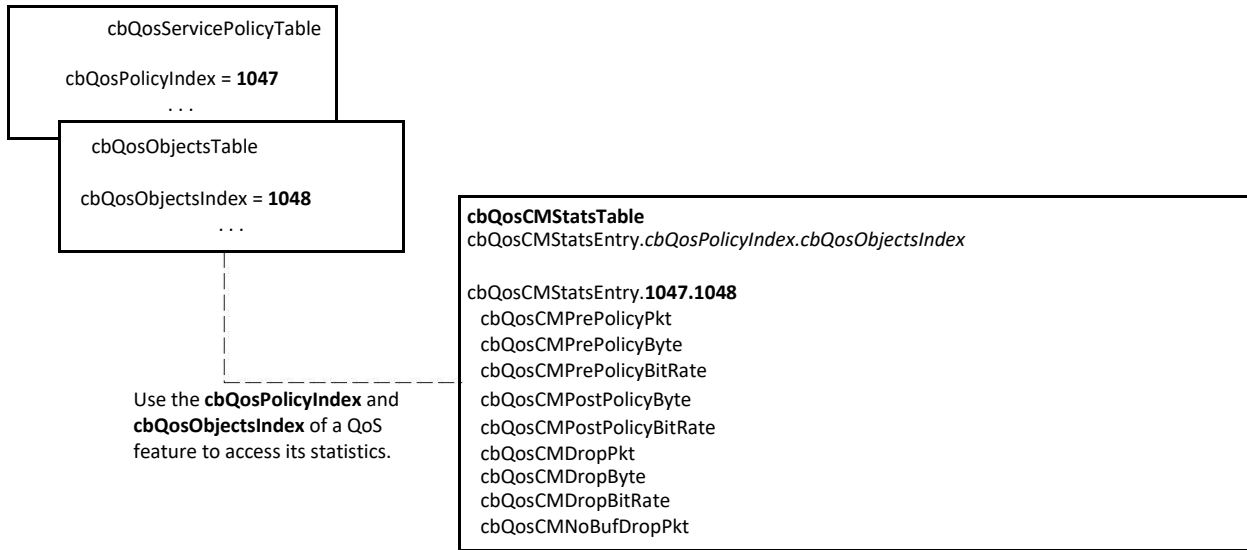 cbQosServicePolicyTable
cbQosPolicyIndex = 1047
. . .
cbQosObjectsTable
cbQosObjectsIndex = 1048
. . .
Use the cbQosPolicyIndex and
cbQosObjectsIndex of a QoS
feature to access its statistics.
cbQosCMStatsTable
cbQosCMStatsEntry.cbQosPolicyIndex.cbQosObjectsIndex
cbQosCMStatsEntry.1047.1048
cbQosCMPrePolicyPkt
cbQosCMPrePolicyByte
cbQosCMPrePolicyBitRate
cbQosCMPostPolicyByte
cbQosCMPostPolicyBitRate
cbQosCMDropPkt
cbQosCMDropByte
cbQosCMDropBitRate
cbQosCMNoBufDropPkt